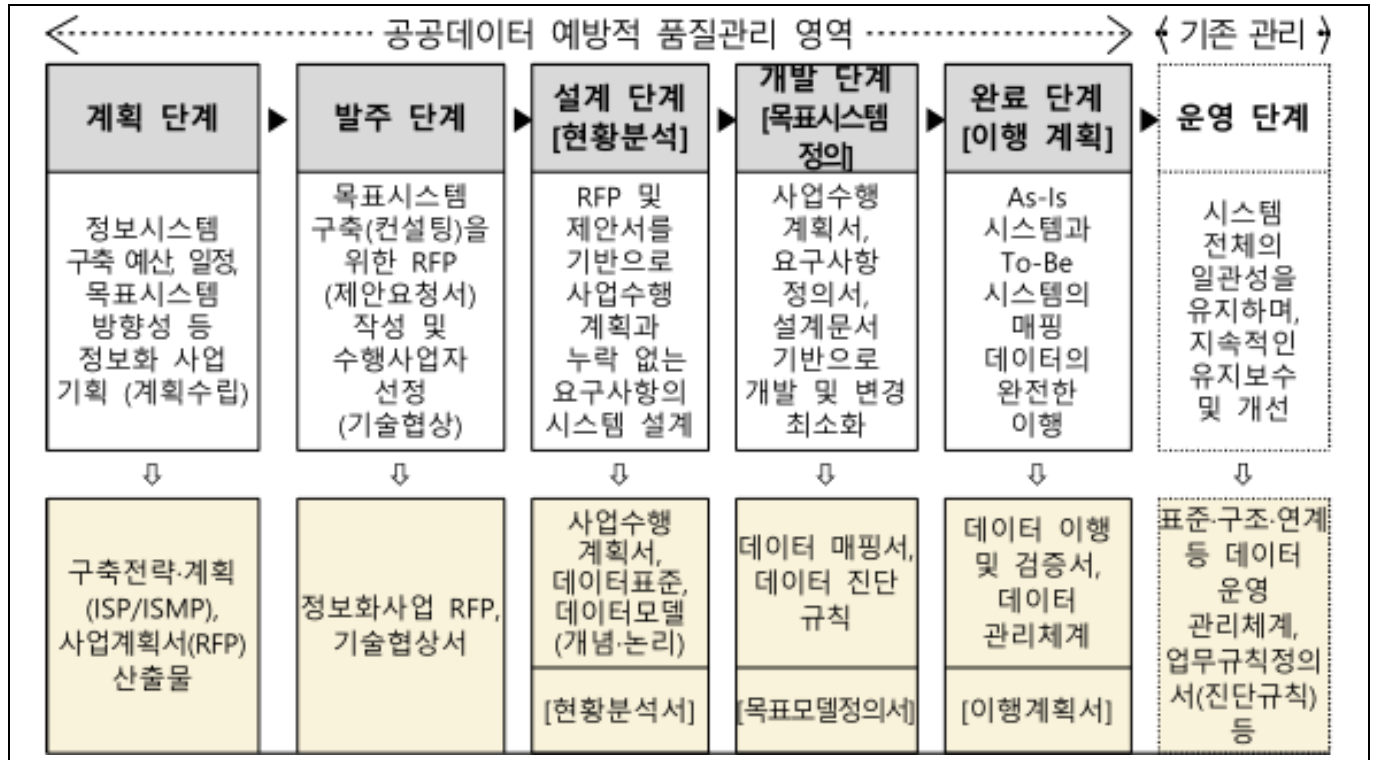 공공데이터 예방적 품질관리 영역
기존 관리
계획 단계
발주 단계
설계 단계
[현황분석]
개발 단계
[목표시스템
정의]
완료 단계
[이행 계획]
운영 단계
정보시스템
구축 예산, 일정,
목표시스템
방향성 등
정보화 사업
기획 (계획수립)
목표시스템
구축(컨설팅)을
위한 RFP
(제안요청서)
작성 및
수행사업자
선정
(기술협상)
RFP 및
제안서를
기반으로
사업수행
계획과
누락 없는
요구사항의
시스템 설계
사업수행
계획서,
요구사항
정의서,
설계문서
기반으로
개발 및 변경
최소화
As-Is
시스템과
To-Be
시스템의
매핑
데이터의
완전한
이행
시스템
전체의
일관성을
유지하며,
지속적인
유지보수
및 개선
구축전략·계획
(ISP/ISMP),
사업계획서(RFP)
산출물
정보화사업 RFP,
기술협상서
사업수행
계획서,
데이터표준,
데이터모델
(개념·논리)
[현황분석서]
데이터 매핑서,
데이터 진단
규칙
[목표모델정의서]
데이터 이행
및 검증서,
데이터
관리체계
[이행계획서]
표준·구조·연계
등 데이터
운영
관리체계,
업무규칙정의
서(진단규칙)
등